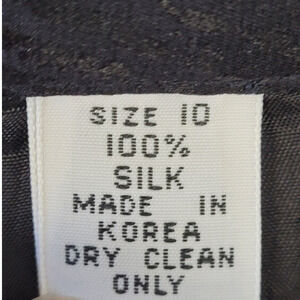 SIZE 10
100%
SILK
MADE IN
KOREA
DRY CLEAN
ONLY